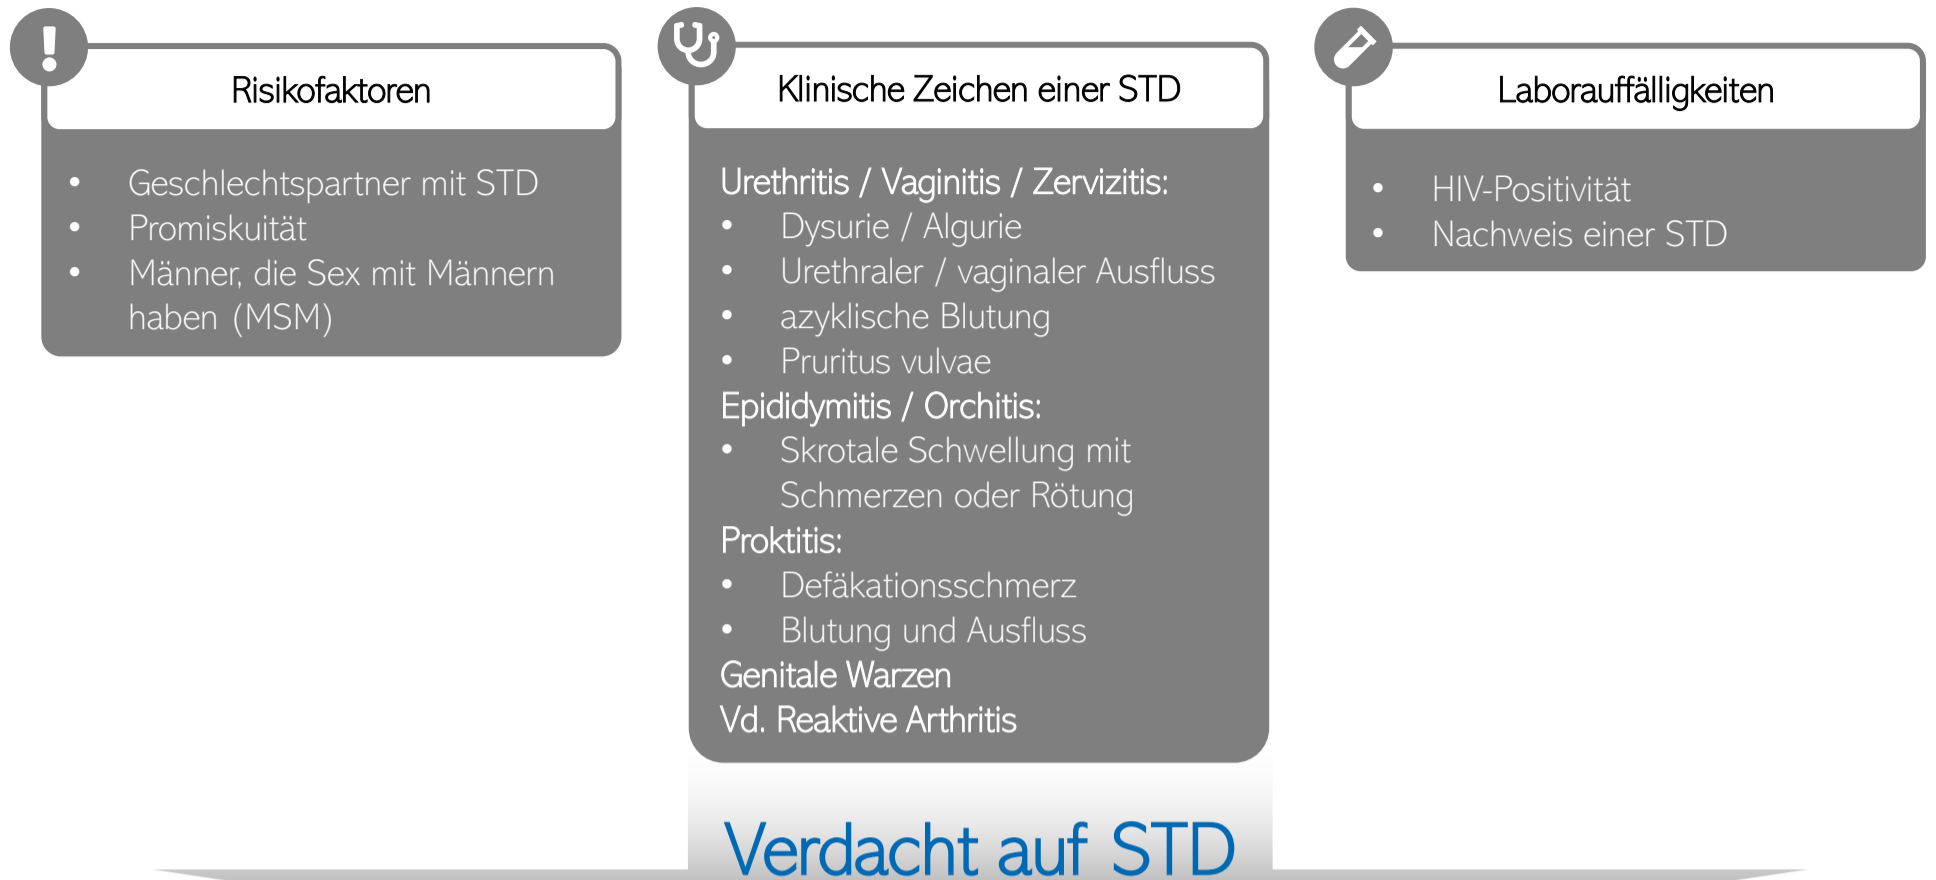 Risikofaktoren
• Geschlechtspartner mit STD
• Promiskuität
• Männer, die Sex mit Männern
haben (MSM)
Klinische Zeichen einer STD
Urethritis / Vaginitis / Zervizitis:
• Dysurie / Algurie
• Urethraler / vaginaler Ausfluss
• azyklische Blutung
• Pruritus vulvae
Epididymitis / Orchitis:
• Skrotale Schwellung mit
Schmerzen oder Rötung
Proktitis:
• Defäkationsschmerz
• Blutung und Ausfluss
Genitale Warzen
Vd. Reaktive Arthritis
Laborauffälligkeiten
• HIV-Positivität
• Nachweis einer STD
Verdacht auf STD